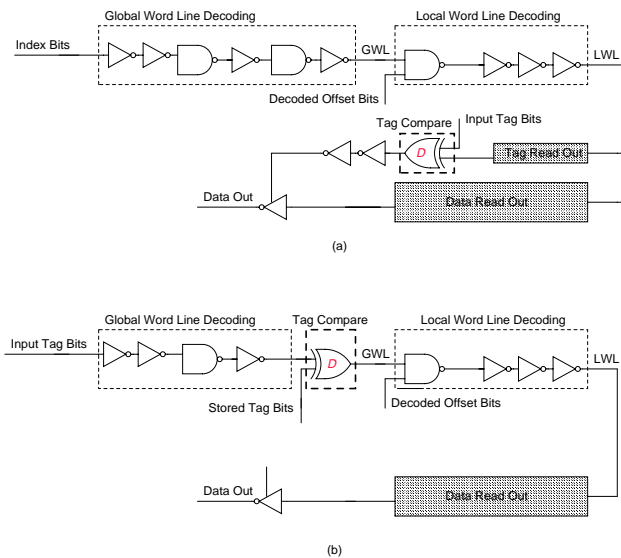 Global Word Line Decoding
Local Word Line Decoding
Index Bits
GWL
LWL
Decoded Offset Bits
Input Tag Bits
Tag Compare
D
Tag Read Out
Data Out
Data Read Out
(a)
Global Word Line Decoding
Tag Compare
Local Word Line Decoding
Input Tag Bits
GWL
LWL
D
Stored Tag Bits
Decoded Offset Bits
Data Out
Data Read Out
(b)